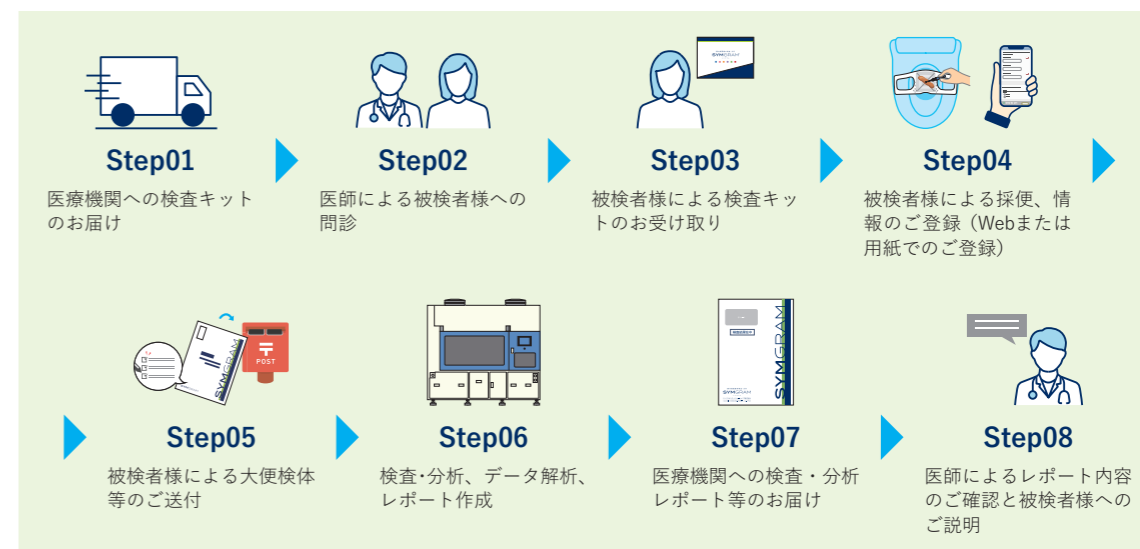 SYMGRAM
Step01
医療機関への検査キット
のお届け
Step02
医師による被検者様への
問診
Step03
被検者様による検査キッ
トのお受け取り
Step04
被検者様による採便、情
報のご登録（Webまたは
用紙でのご登録）
SYMGRAM
〒
POST
Step05
被検者様による大便検体
等のご送付
Step06
検査･分析、データ解析、
レポート作成
SYMGRAM
SYMGRAM
Step07
医療機関への検査・分析
レポート等のお届け
Step08
医師によるレポート内容
のご確認と被検者様への
ご説明